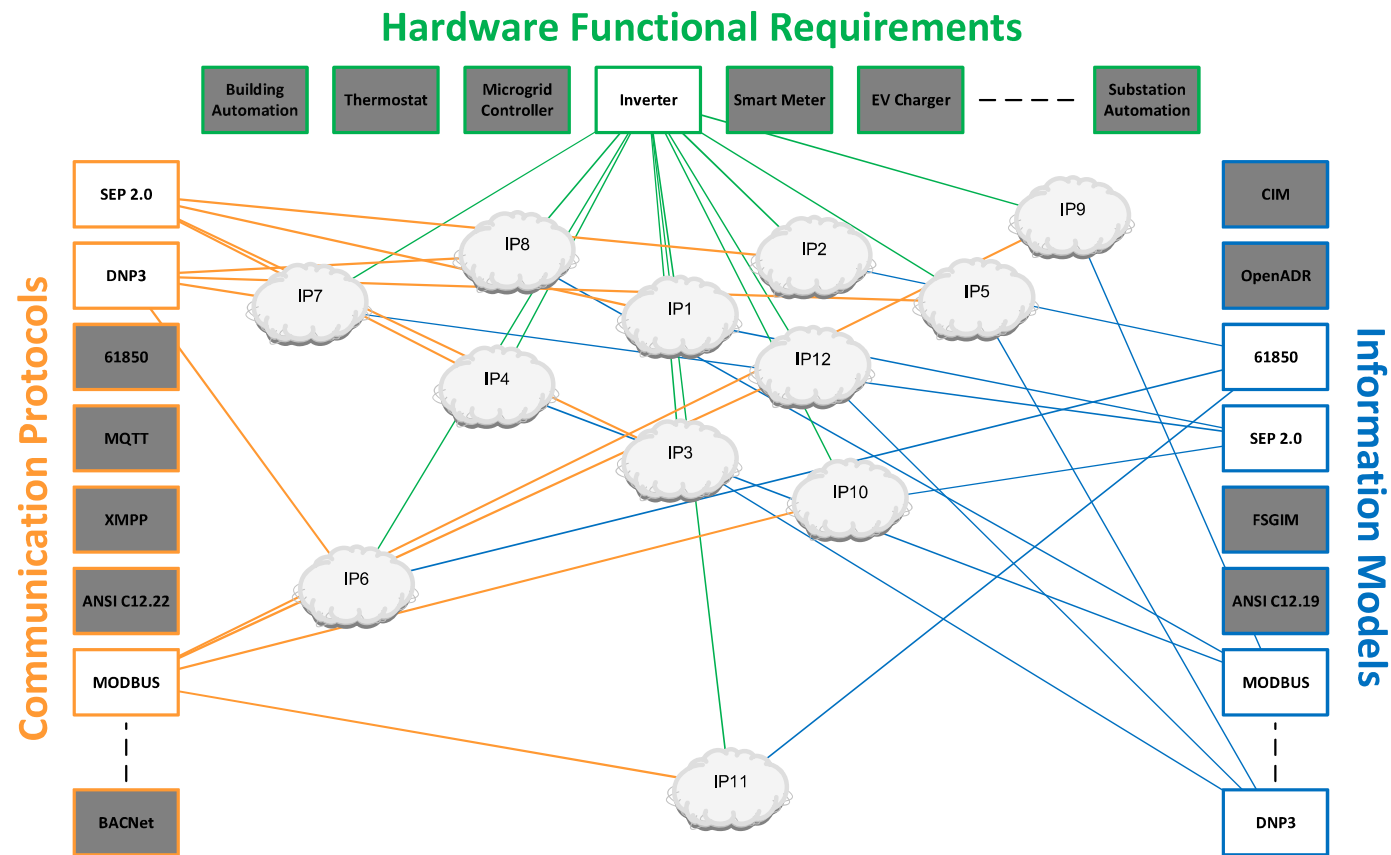 Hardware Functional Requirements
Building
Automation
Thermostat
Microgrid
Controller
Inverter
Smart Meter
EV Charger
Substation
Automation
Communication Protocols
SEP 2.0
DNP3
61850
MQTT
XMPP
ANSI C12.22
MODBUS
BACNet
IP9
IP8
IP2
IP7
IP1
IP5
IP4
IP12
IP3
IP10
IP6
IP11
CIM
OpenADR
61850
SEP 2.0
FSGIM
ANSI C12.19
MODBUS
DNP3
Information Models